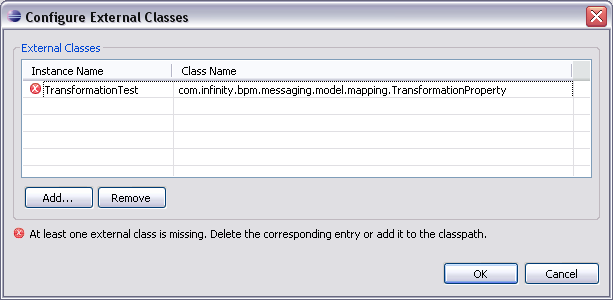 Configure External Classes
External Classes
Instance Name Class Name
TransformationTest com.infinity.bpm.messaging.model.mapping.TransformationProperty
Add... Remove
At least one external class is missing. Delete the corresponding entry or add it to the classpath.
OK Cancel